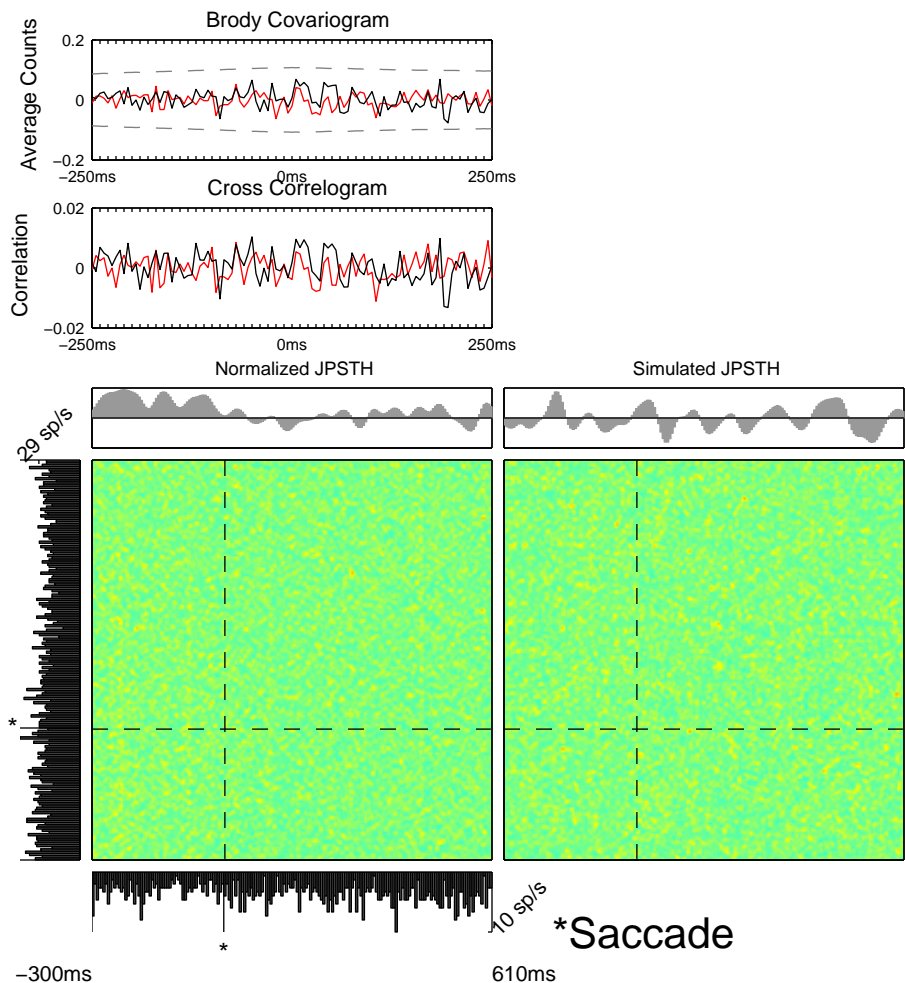 Brody Covariogram
0.2
Average Counts
0
−0.2
−250ms
0ms
250ms
Cross Correlogram
0.02
Correlation
0
−0.02
−250ms
0ms
250ms
Normalized JPSTH
Simulated JPSTH
29 sp/s
*
10 sp/s
*
*Saccade
−300ms
610ms